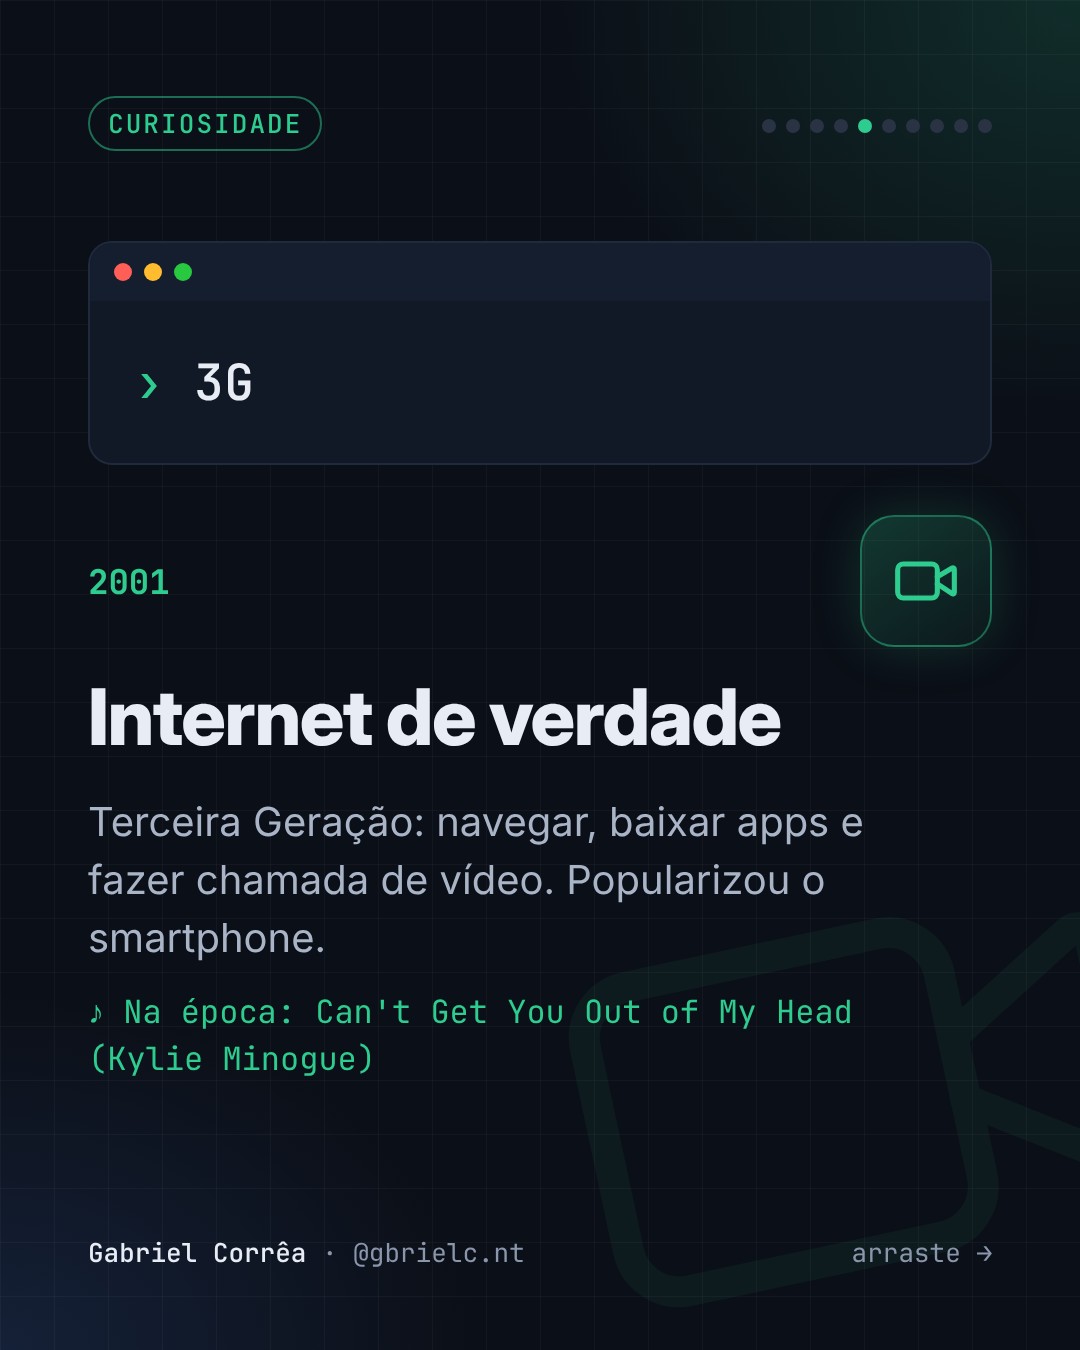 CURIOSIDADE
› 3G
2001
Internet de verdade
Terceira Geração: navegar, baixar apps e
fazer chamada de vídeo. Popularizou o
smartphone.
♪ Na época: Can't Get You Out of My Head
(Kylie Minogue)
Gabriel Corrêa · @gbrielc.nt
arraste →